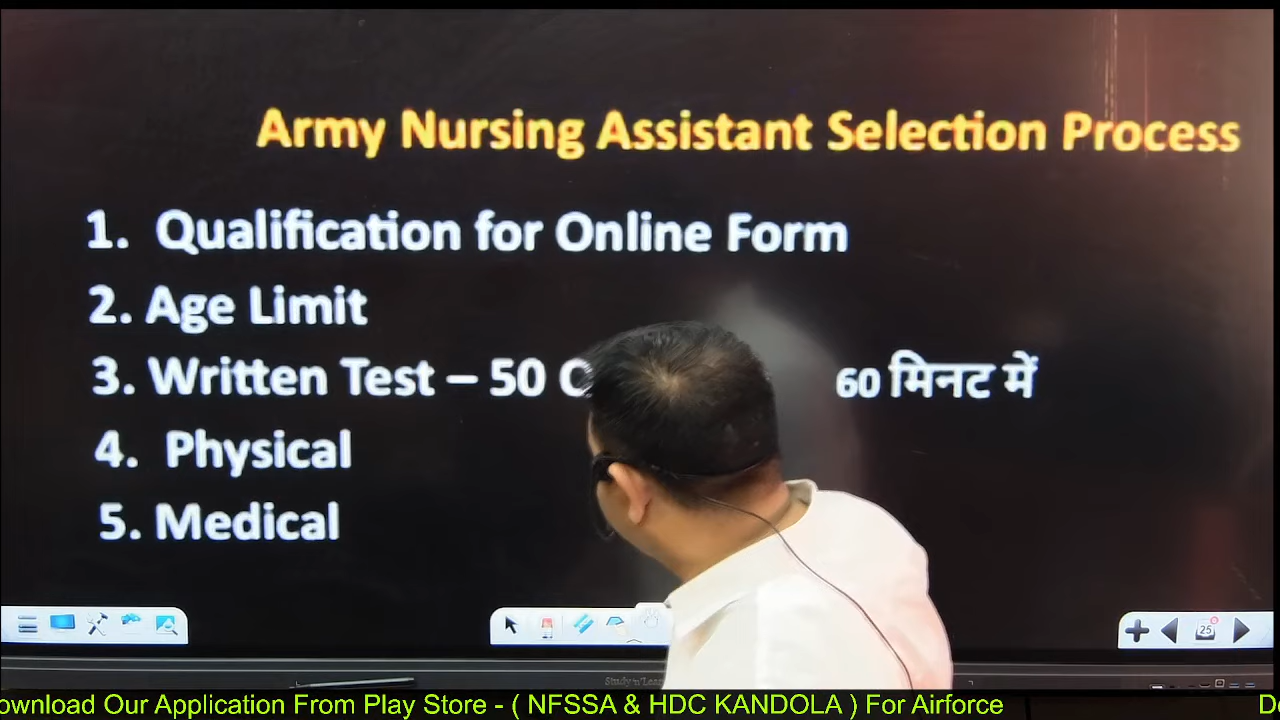 Army Nursing Assistant Selection Process
1. Qualification for Online Form
2. Age Limit
3. Written Test – 50 60 मिनट में
4. Physical
5. Medical
25
ownload Our Application From Play Store - ( NFSSA & HDC KANDOLA ) For Airforce